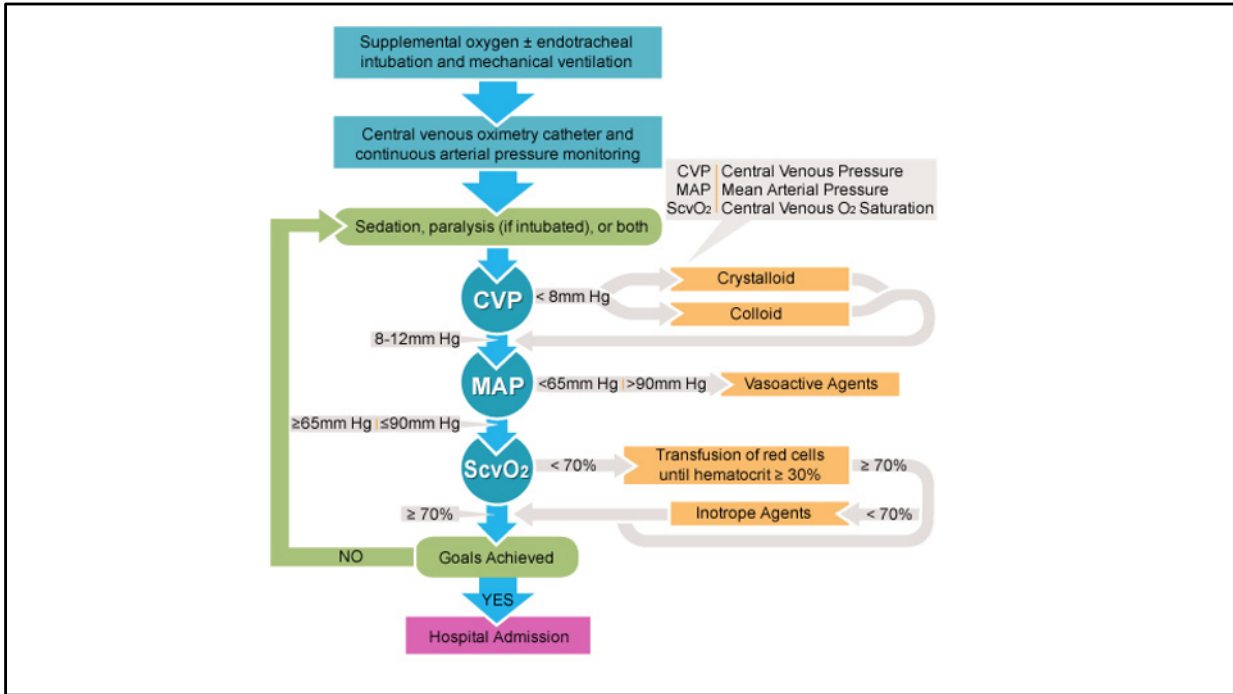 Supplemental oxygen ± endotracheal
intubation and mechanical ventilation
Central venous oximetry catheter and
continuous arterial pressure monitoring
CVP | Central Venous Pressure
MAP | Mean Arterial Pressure
ScvO₂ | Central Venous O₂ Saturation
Sedation, paralysis (if intubated), or both
CVP
< 8mm Hg
Crystalloid
Colloid
8-12mm Hg
MAP
<65mm Hg | >90mm Hg
Vasoactive Agents
≥65mm Hg | ≤90mm Hg
ScvO₂
< 70%
Transfusion of red cells
until hematocrit ≥ 30%
≥ 70%
≥ 70%
Inotrope Agents
< 70%
NO
Goals Achieved
YES
Hospital Admission